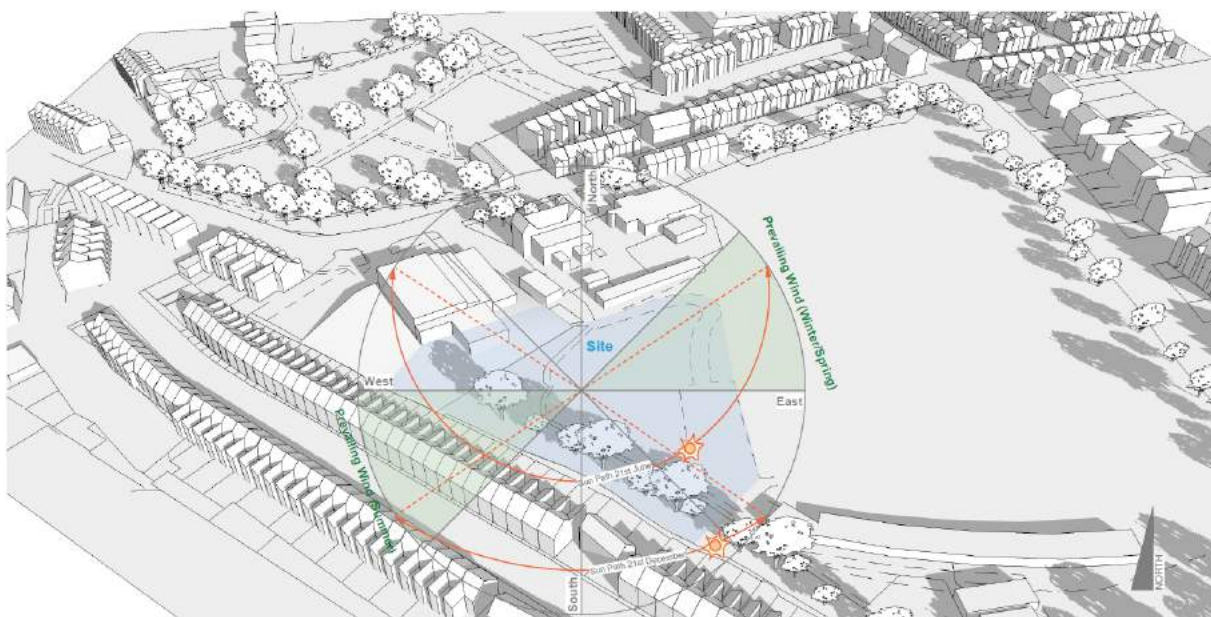 North
Prevailing Wind (Winter/Spring)
Site
West
East
Prevailing Wind (Summer)
Sun Path 21st June
Sun Path 21st December
South
NORTH